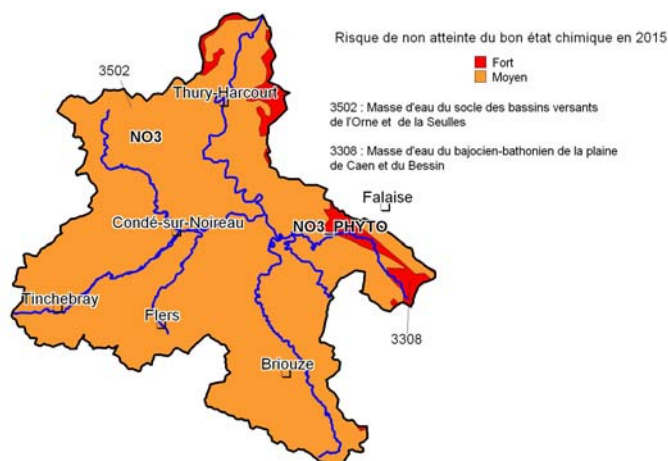 Risque de non atteinte du bon état chimique en 2015
Fort
Moyen
3502 : Masse d'eau du socle des bassins versants
de l'Orne et de la Seulles
3308 : Masse d'eau du bajocien-bathonien de la plaine
de Caen et du Bessin
3502
Thury-Harcourt
NO3
Falaise
Condé-sur-Noireau
NO3_PHYTO
Tinchebray
Flers
3308
Briouze